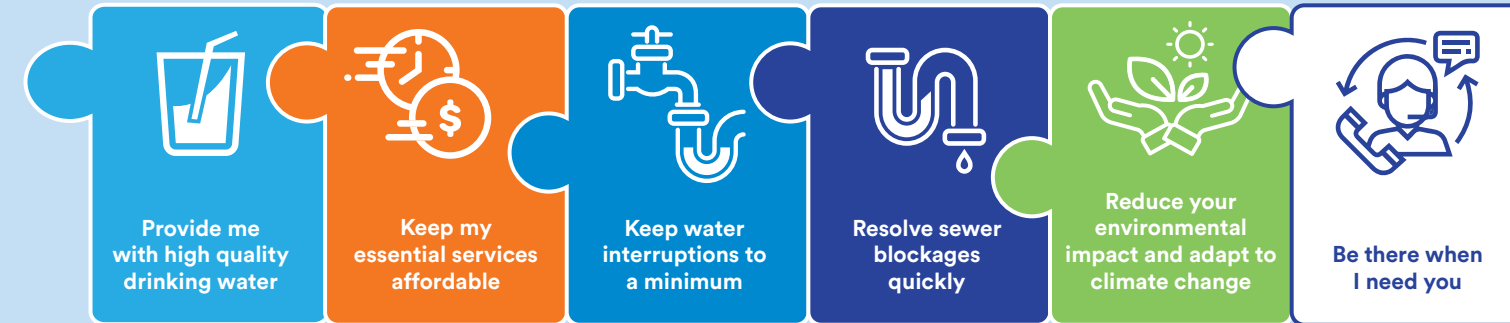 Provide me
with high quality
drinking water
$
Keep my
essential services
affordable
Keep water
interruptions to
a minimum
Resolve sewer
blockages
quickly
Reduce your
environmental
impact and adapt to
climate change
Be there when
I need you